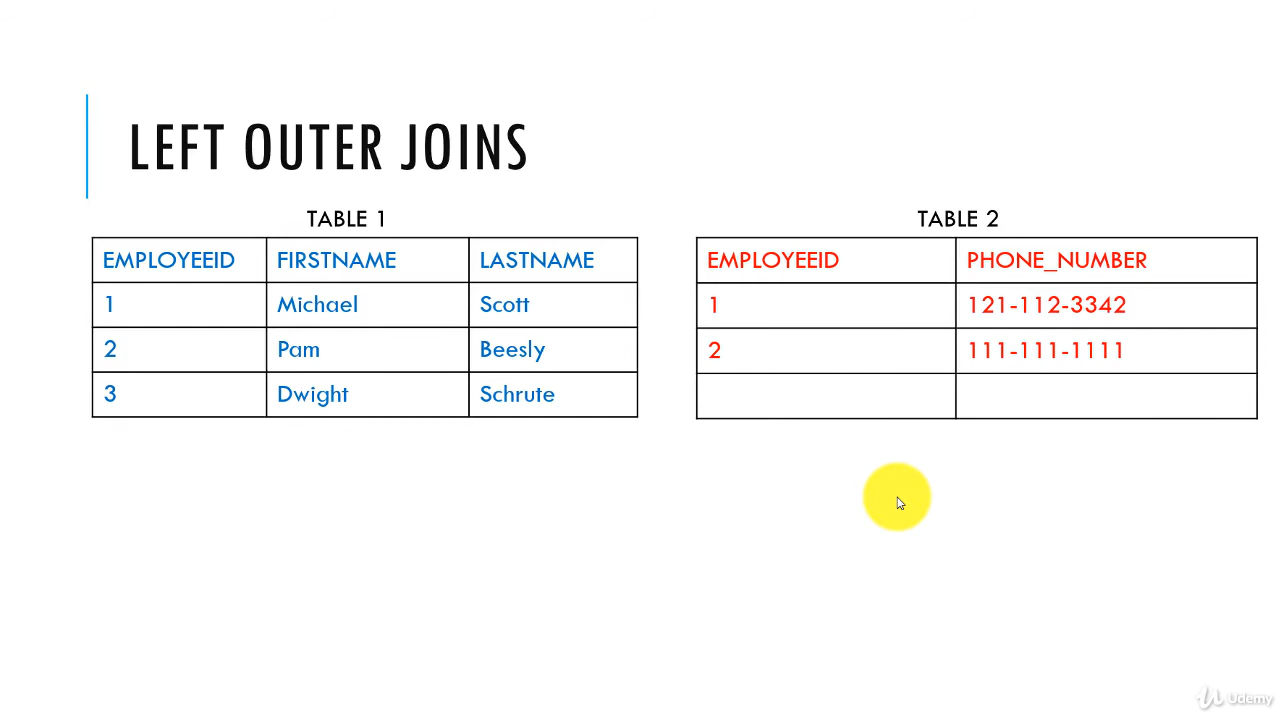 LEFT OUTER JOINS
TABLE 1
EMPLOYEEID FIRSTNAME LASTNAME
1 Michael Scott
2 Pam Beesly
3 Dwight Schrute
TABLE 2
EMPLOYEEID PHONE_NUMBER
1 121-112-3342
2 111-111-1111
Udemy